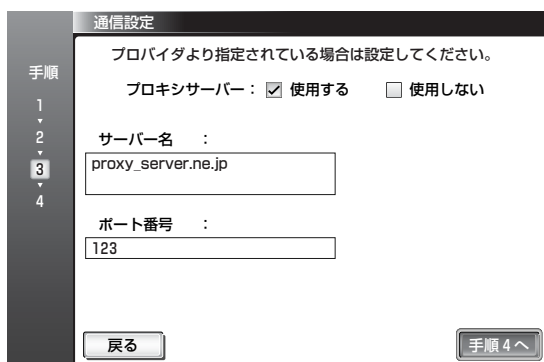 通信設定
プロバイダより指定されている場合は設定してください。
手順
1
2
3
4
プロキシサーバー： 使用する 使用しない
サーバー名 ：
proxy_server.ne.jp
ポート番号 ：
123
戻る
手順 4 へ